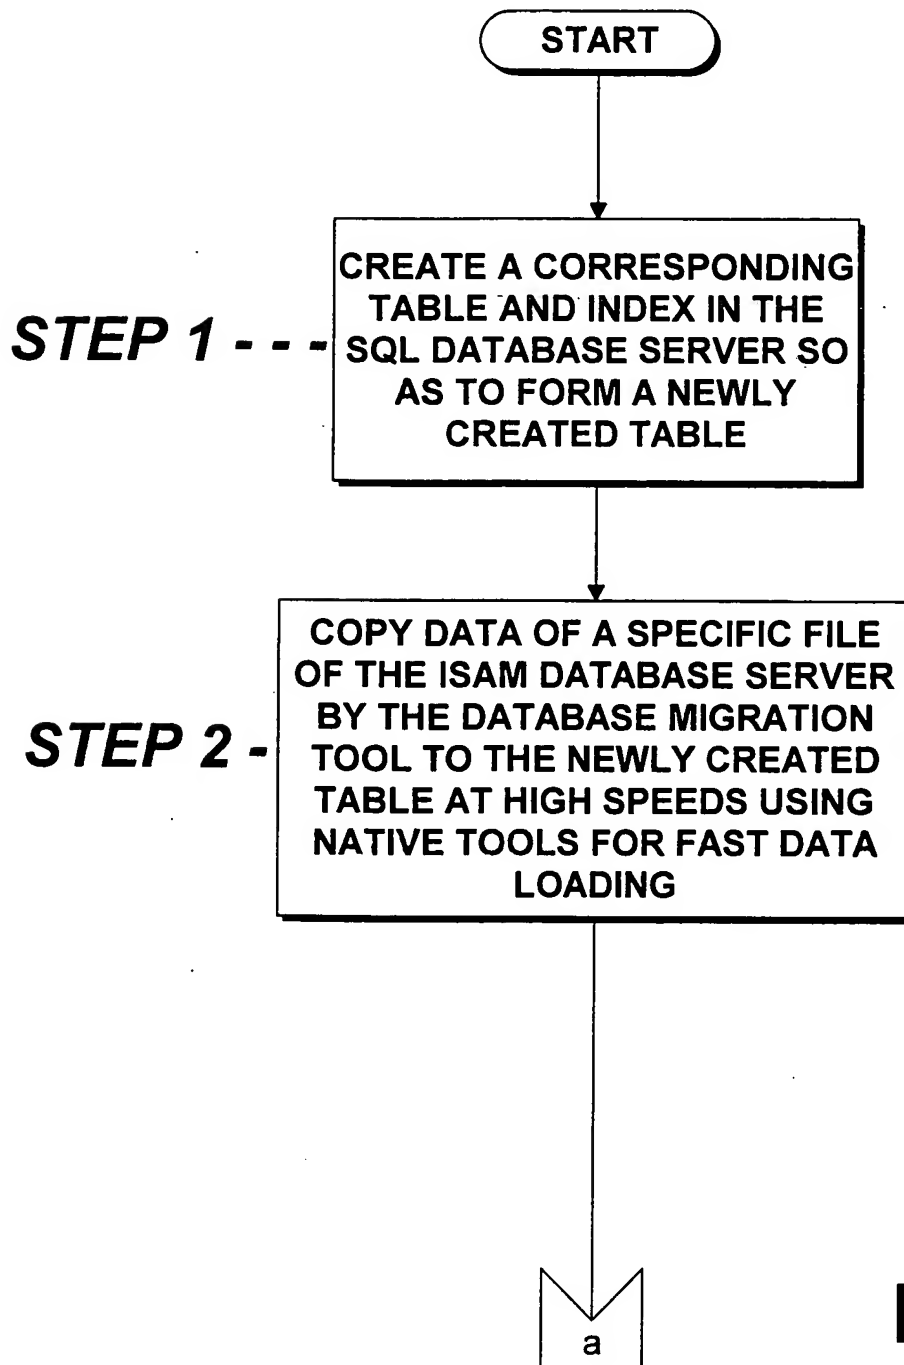 START
CREATE A CORRESPONDING
TABLE AND INDEX IN THE
STEP 1 - - -
SQL DATABASE SERVER SO
AS TO FORM A NEWLY
CREATED TABLE
COPY DATA OF A SPECIFIC FILE
OF THE ISAM DATABASE SERVER
BY THE DATABASE MIGRATION
STEP 2 -
TOOL TO THE NEWLY CREATED
TABLE AT HIGH SPEEDS USING
NATIVE TOOLS FOR FAST DATA
LOADING
a